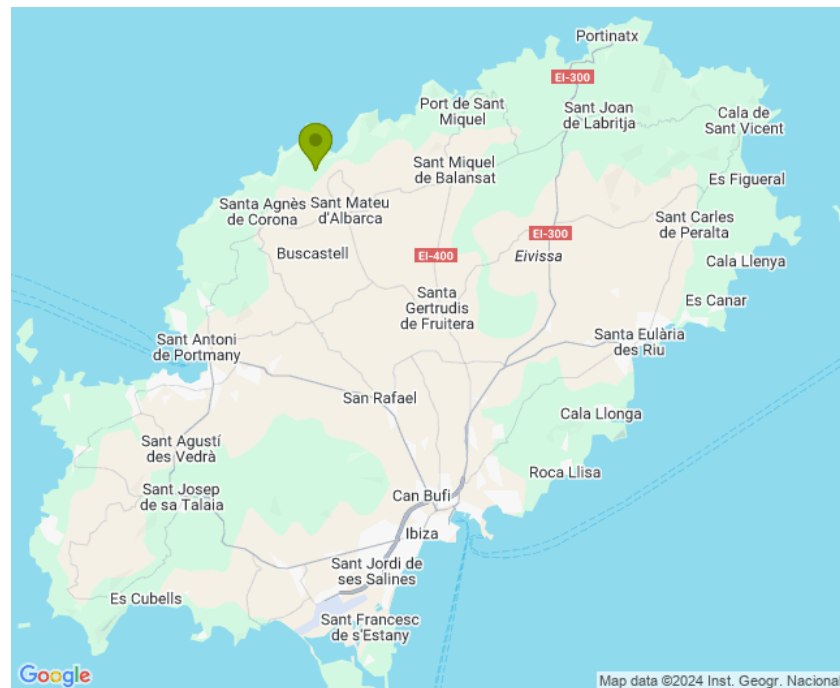 Portinatx
EI-300
Port de Sant
Miquel
Sant Joan
de Labritja
Cala de
Sant Vicent
Sant Miquel
de Balansat
Es Figueral
Santa Agnès
de Corona
Sant Mateu
d'Albarca
Sant Carles
de Peralta
EI-300
Buscastell
EI-400
Eivissa
Cala Llenya
Santa
Gertrudis
de Fruitera
Es Canar
Sant Antoni
de Portmany
Santa Eulària
des Riu
San Rafael
Cala Llonga
Sant Agustí
des Vedrà
Roca Llisa
Sant Josep
de sa Talaia
Can Bufi
Ibiza
Sant Jordi de
ses Salines
Es Cubells
Sant Francesc
de s'Estany
Google
Map data ©2024 Inst. Geogr. Nacional